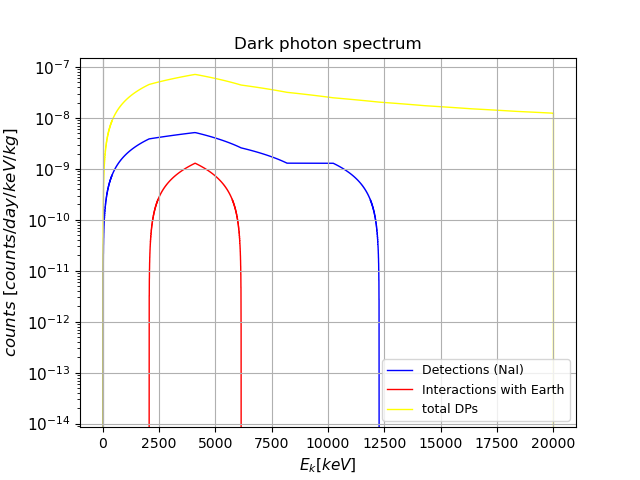 Dark photon spectrum
counts [counts/day/keV/kg]
10⁻⁷
10⁻⁸
10⁻⁹
10⁻¹⁰
10⁻¹¹
10⁻¹²
10⁻¹³
10⁻¹⁴
Detections (NaI)
Interactions with Earth
total DPs
0 2500 5000 7500 10000 12500 15000 17500 20000
E_k[keV]